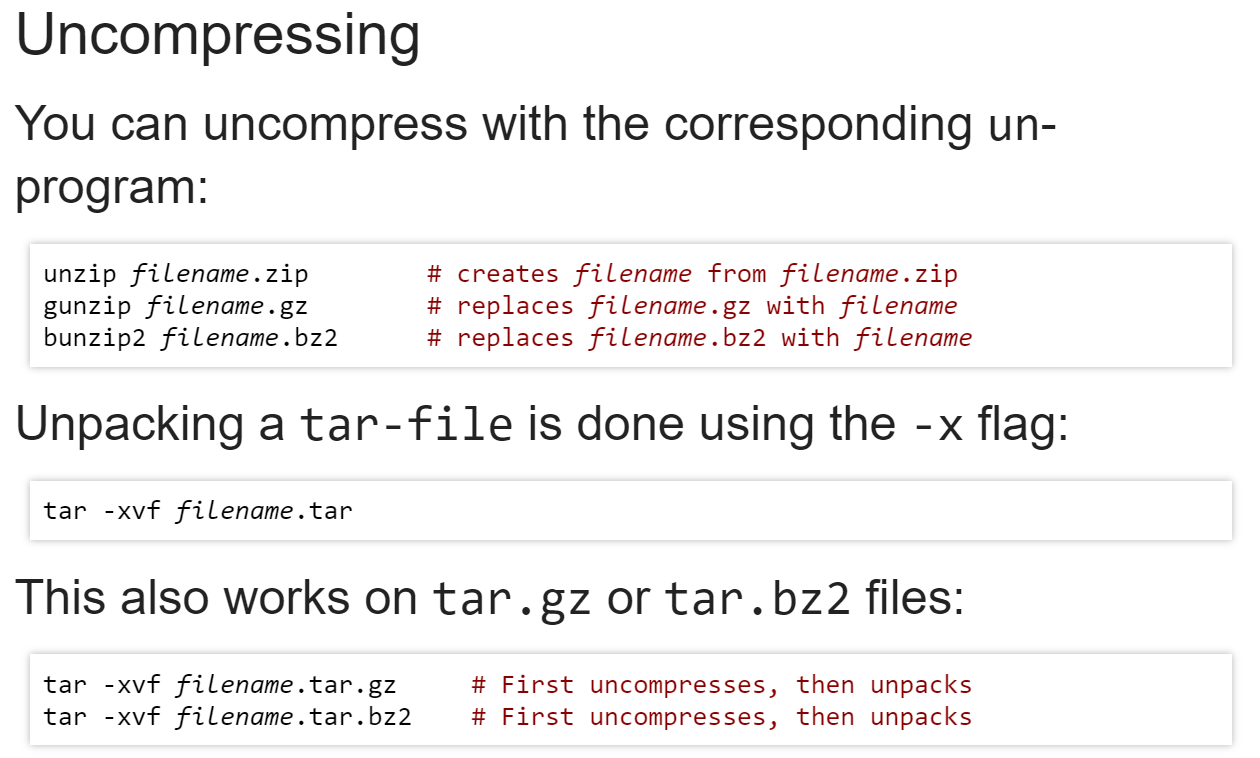 Uncompressing
You can uncompress with the corresponding un-
program:
unzip filename.zip        # creates filename from filename.zip
gunzip filename.gz        # replaces filename.gz with filename
bunzip2 filename.bz2      # replaces filename.bz2 with filename
Unpacking a tar-file is done using the -x flag:
tar -xvf filename.tar
This also works on tar.gz or tar.bz2 files:
tar -xvf filename.tar.gz     # First uncompresses, then unpacks
tar -xvf filename.tar.bz2    # First uncompresses, then unpacks